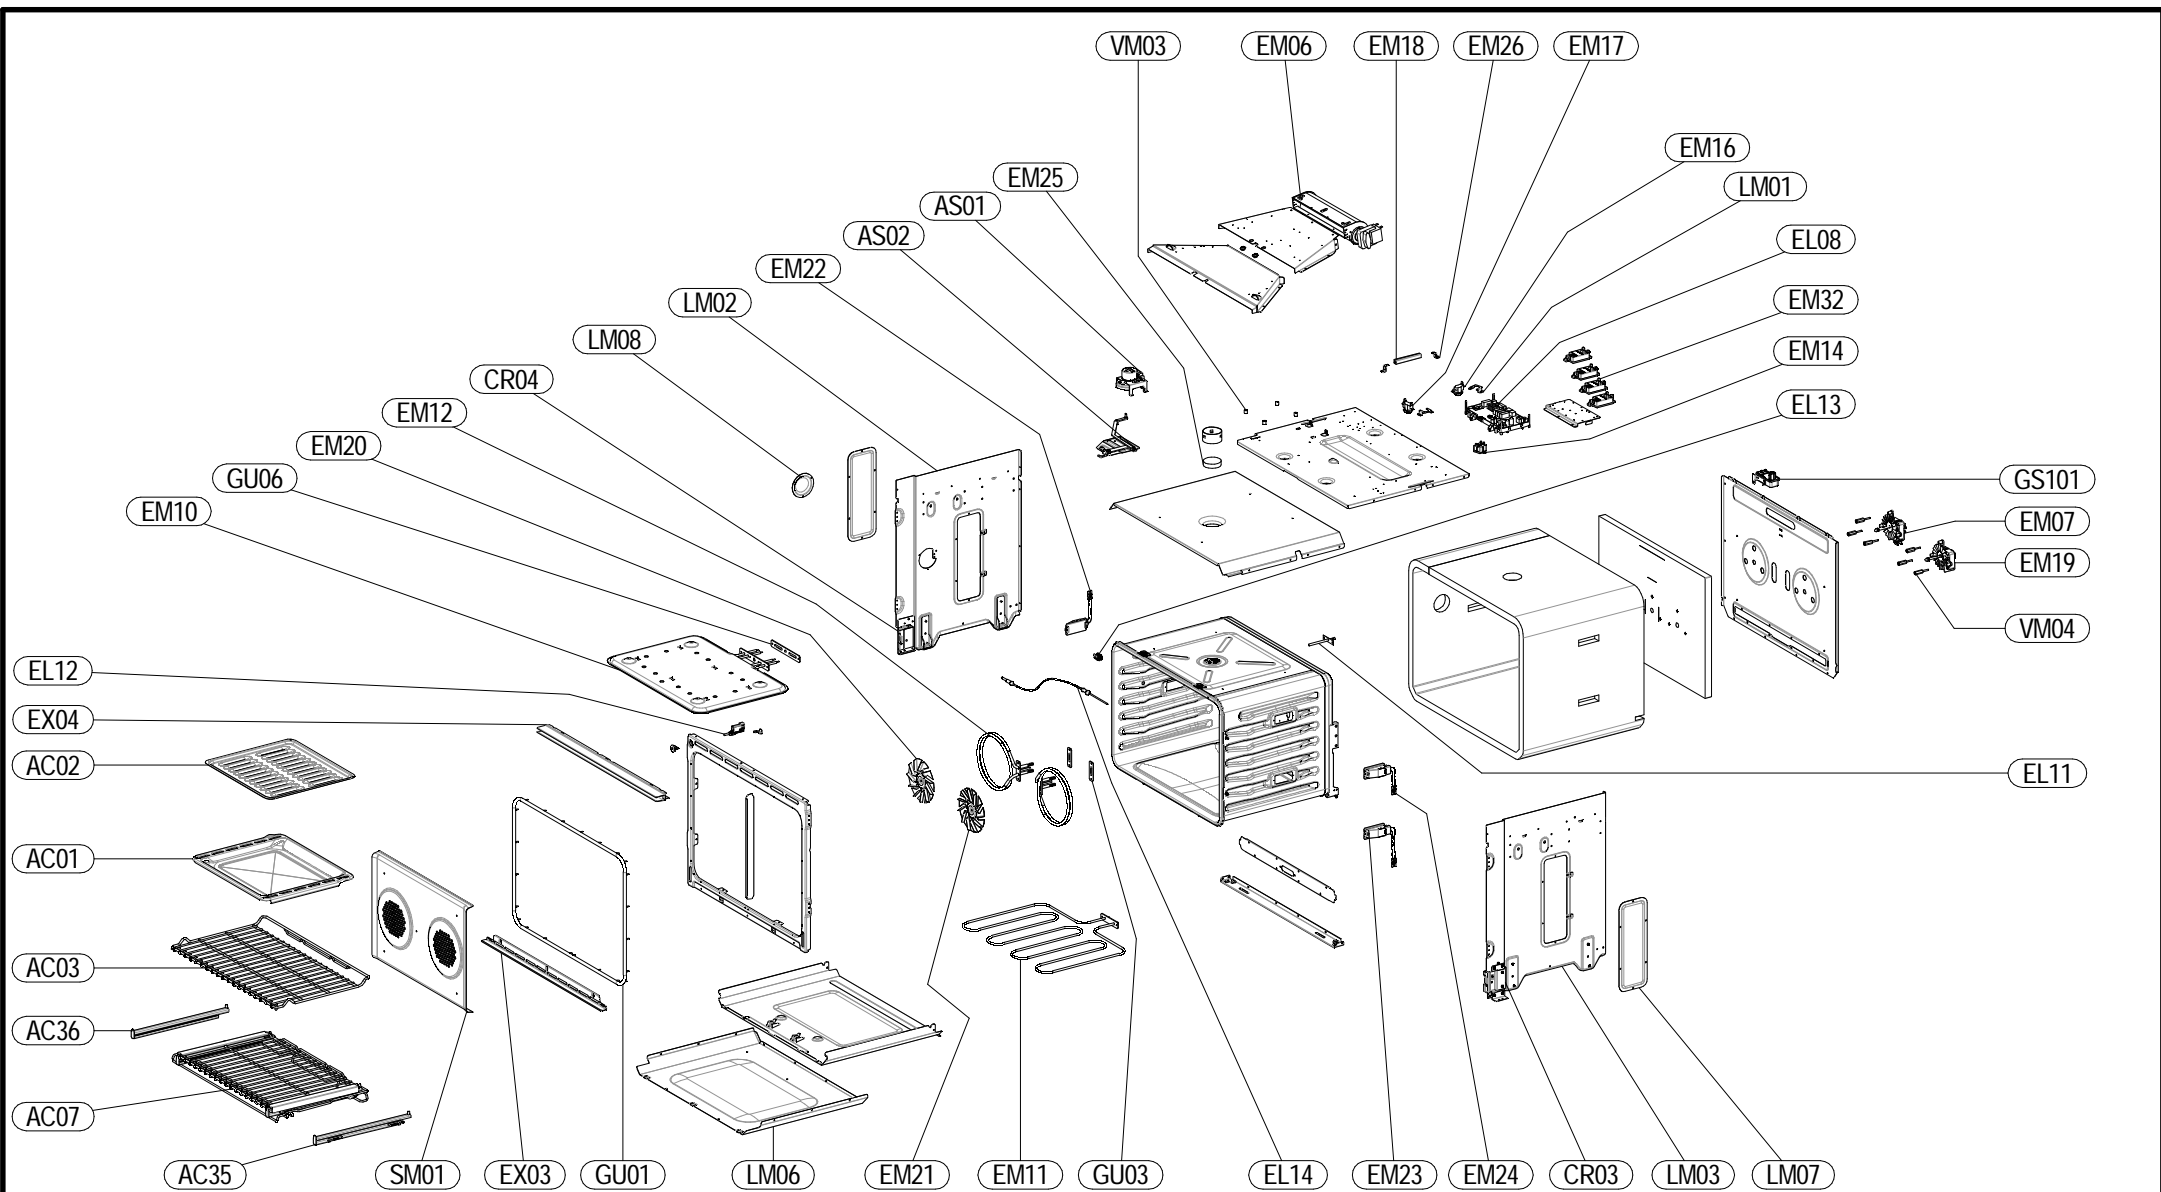 VM03 EM06 EM18 EM26 EM17
EM16
EM25 LM01
AS01
AS02 EL08
EM22
LM02 EM32
LM08 EM14
CR04
EM12 EL13
EM20
GU06 GS101
EM10 EM07
EM19
VM04
EL12
EX04
AC02 EL11
AC01
AC03
AC36
AC07
AC35 SM01 EX03 GU01 LM06 EM21 EM11 GU03 EL14 EM23 EM24 CR03 LM03 LM07